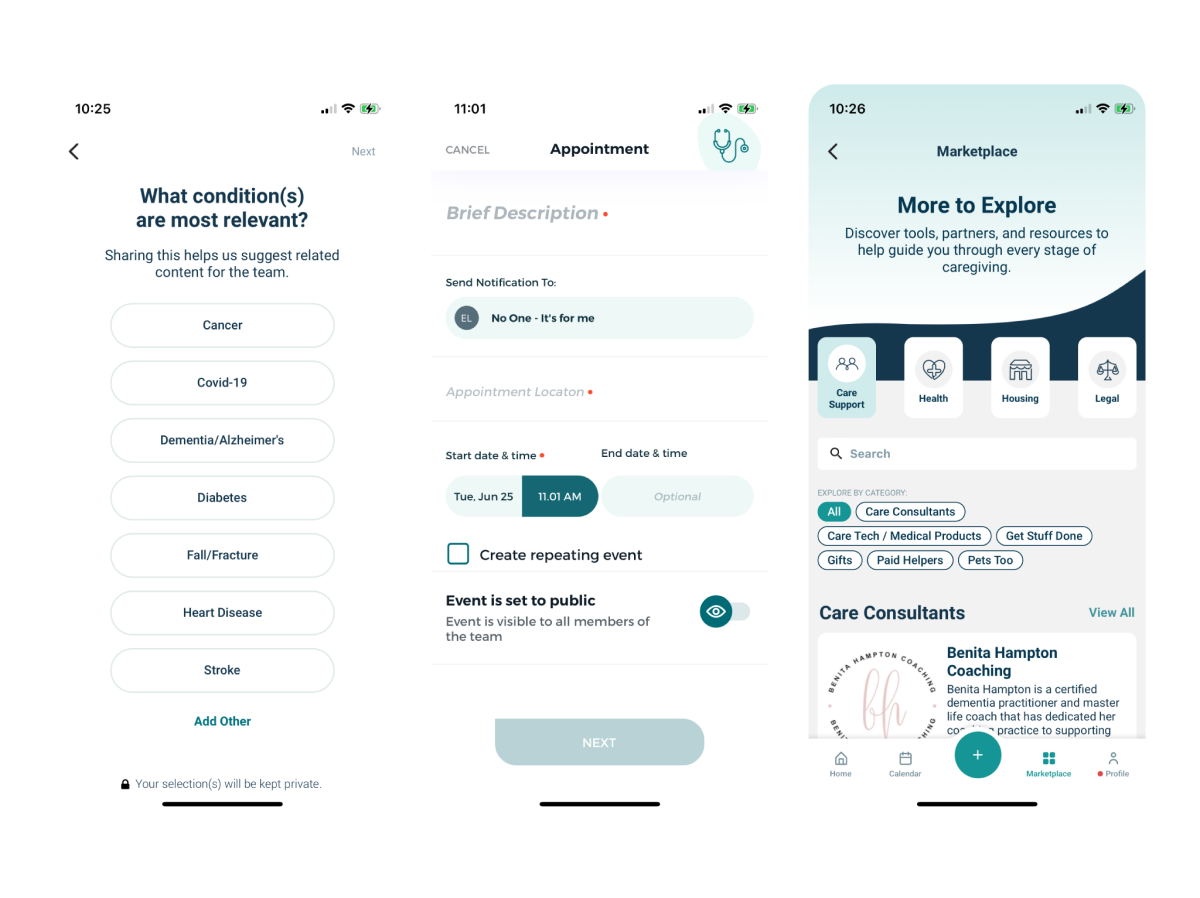 10:25
Next
What condition(s)
are most relevant?
Sharing this helps us suggest related
content for the team.
Cancer
Covid-19
Dementia/Alzheimer's
Diabetes
Fall/Fracture
Heart Disease
Stroke
Add Other
Your selection(s) will be kept private.
11:01
CANCEL
Appointment
Brief Description
Send Notification To:
EL
No One - It's for me
Appointment Locaton
Start date & time
End date & time
Tue, Jun 25
11.01 AM
Optional
Create repeating event
Event is set to public
Event is visible to all members of
the team
NEXT
10:26
Marketplace
More to Explore
Discover tools, partners, and resources to
help guide you through every stage of
caregiving.
Care
Support
Health
Housing
Legal
Search
EXPLORE BY CATEGORY:
All
Care Consultants
Care Tech / Medical Products
Get Stuff Done
Gifts
Paid Helpers
Pets Too
Care Consultants
View All
BENITA HAMPTON COACHING
bh
Benita Hampton
Coaching
Benita Hampton is a certified
dementia practitioner and master
life coach that has dedicated her
practice to supporting
Home
Calendar
+
Marketplace
Profile